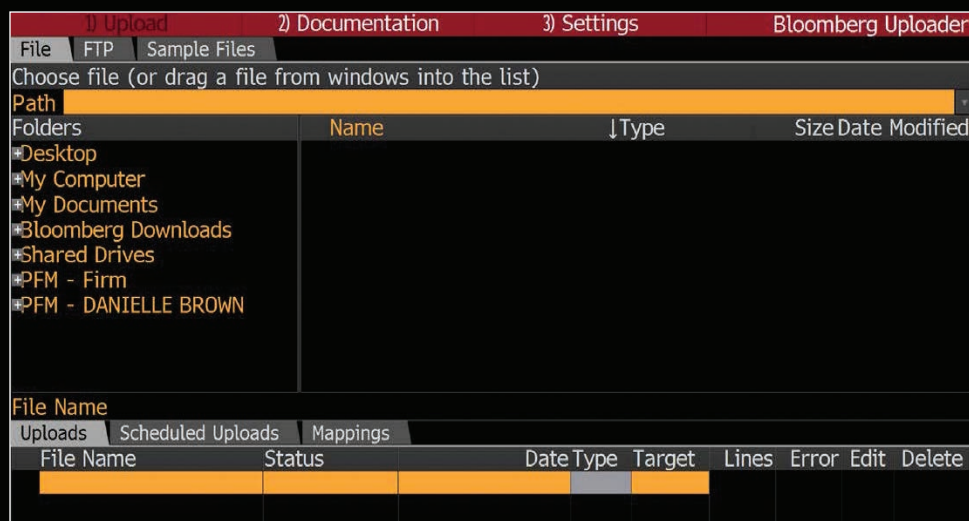 1) Upload 2) Documentation 3) Settings Bloomberg Uploader
File FTP Sample Files
Choose file (or drag a file from windows into the list)
Path
Folders Name ↓Type Size Date Modified
Desktop
My Computer
My Documents
Bloomberg Downloads
Shared Drives
PFM - Firm
PFM - DANIELLE BROWN
File Name
Uploads Scheduled Uploads Mappings
File Name Status Date Type Target Lines Error Edit Delete